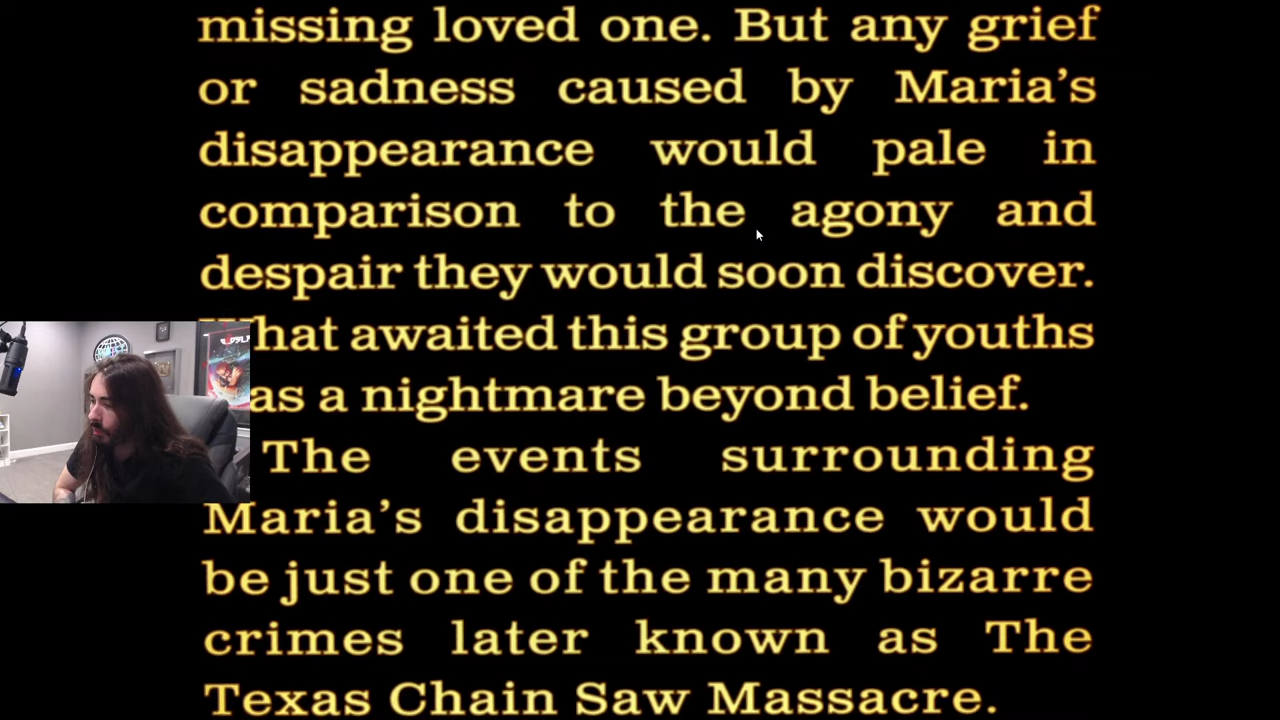 missing loved one. But any grief
or sadness caused by Maria's
disappearance would pale in
comparison to the agony and
despair they would soon discover.
hat awaited this group of youths
as a nightmare beyond belief.
The events surrounding
Maria's disappearance would
be just one of the many bizarre
crimes later known as The
Texas Chain Saw Massacre.